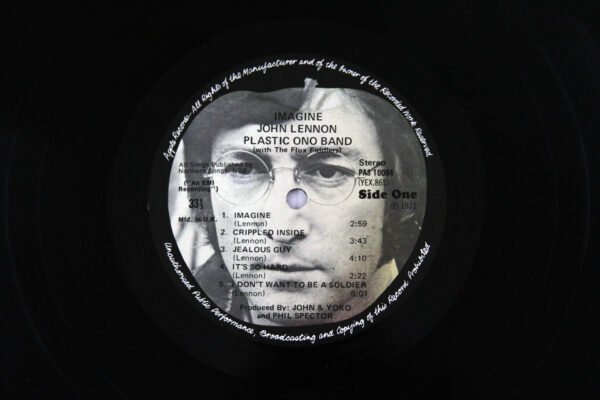 Apple Records · All Rights of the Manufacturer and of the Owner of the Recorded Work Reserved
IMAGINE
JOHN LENNON
PLASTIC ONO BAND
(with The Flux Fiddlers)
All Songs Published by
Northern Songs, NCB
("An EMI
Recording")
33⅓
Mfd. in U.K.
Stereo
PAS 10004
(YEX.865)
Side One
℗ 1971
1. IMAGINE
(Lennon) 2:59
2. CRIPPLED INSIDE
(Lennon) 3:43
3. JEALOUS GUY
(Lennon) 4:10
4. IT'S SO HARD
(Lennon) 2:22
5. I DON'T WANT TO BE A SOLDIER
(Lennon) 6:01
Produced By: JOHN & YOKO
and PHIL SPECTOR
Unauthorised Public Performance, Broadcasting and Copying of this Record Prohibited